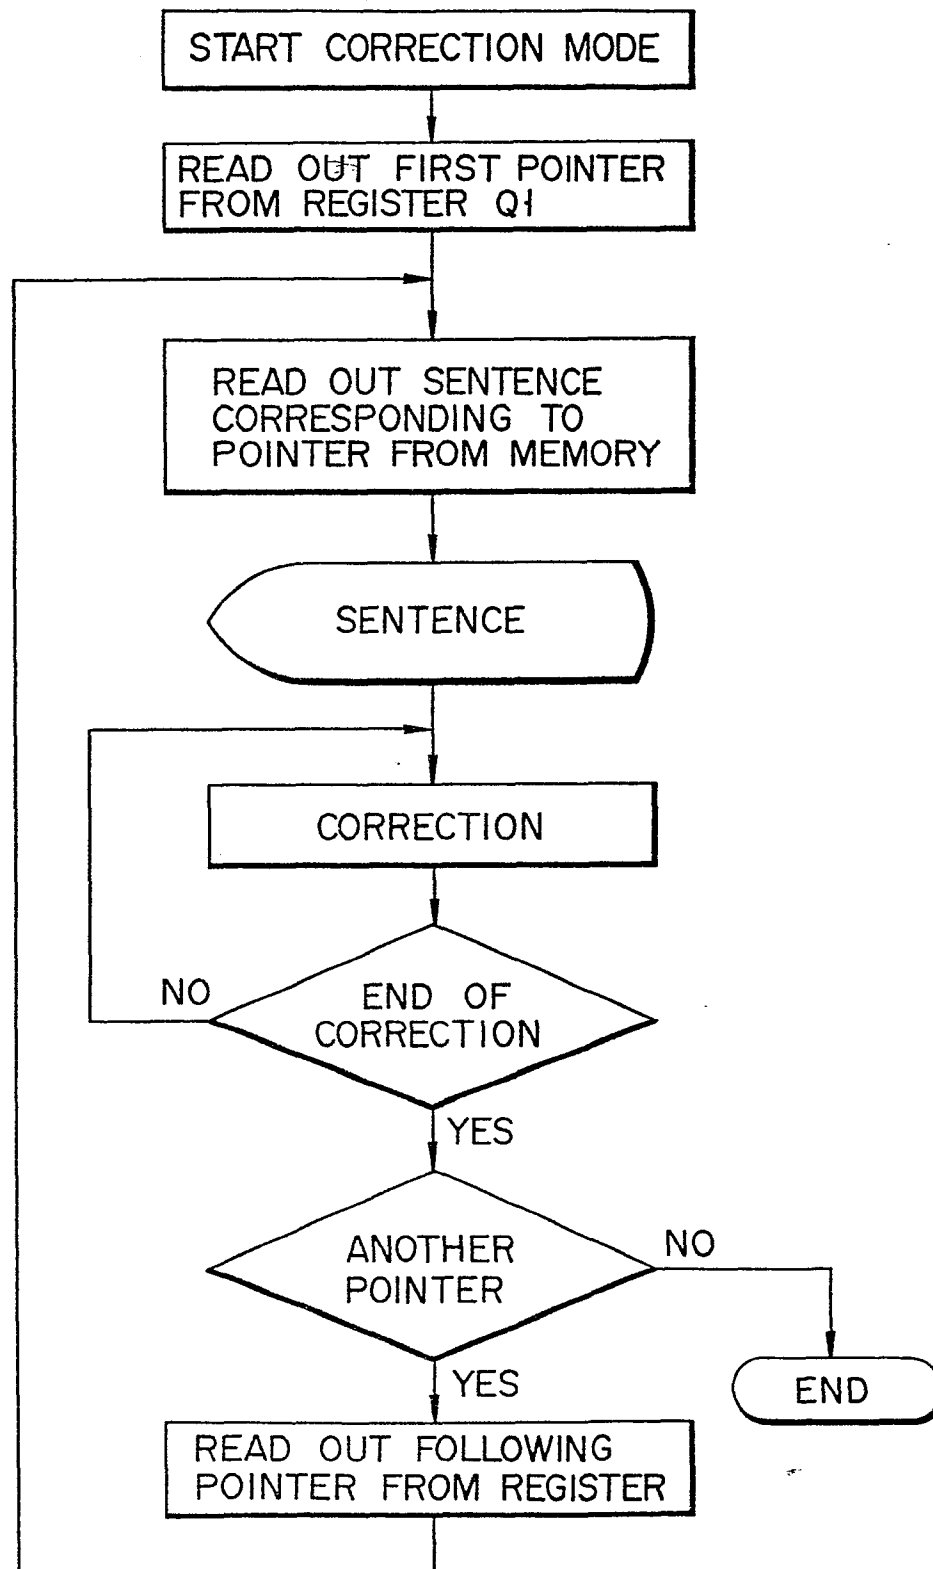 START CORRECTION MODE
READ OUT FIRST POINTER
FROM REGISTER Q1
READ OUT SENTENCE
CORRESPONDING TO
POINTER FROM MEMORY
SENTENCE
CORRECTION
NO
END OF
CORRECTION
YES
ANOTHER
POINTER
NO
YES
END
READ OUT FOLLOWING
POINTER FROM REGISTER